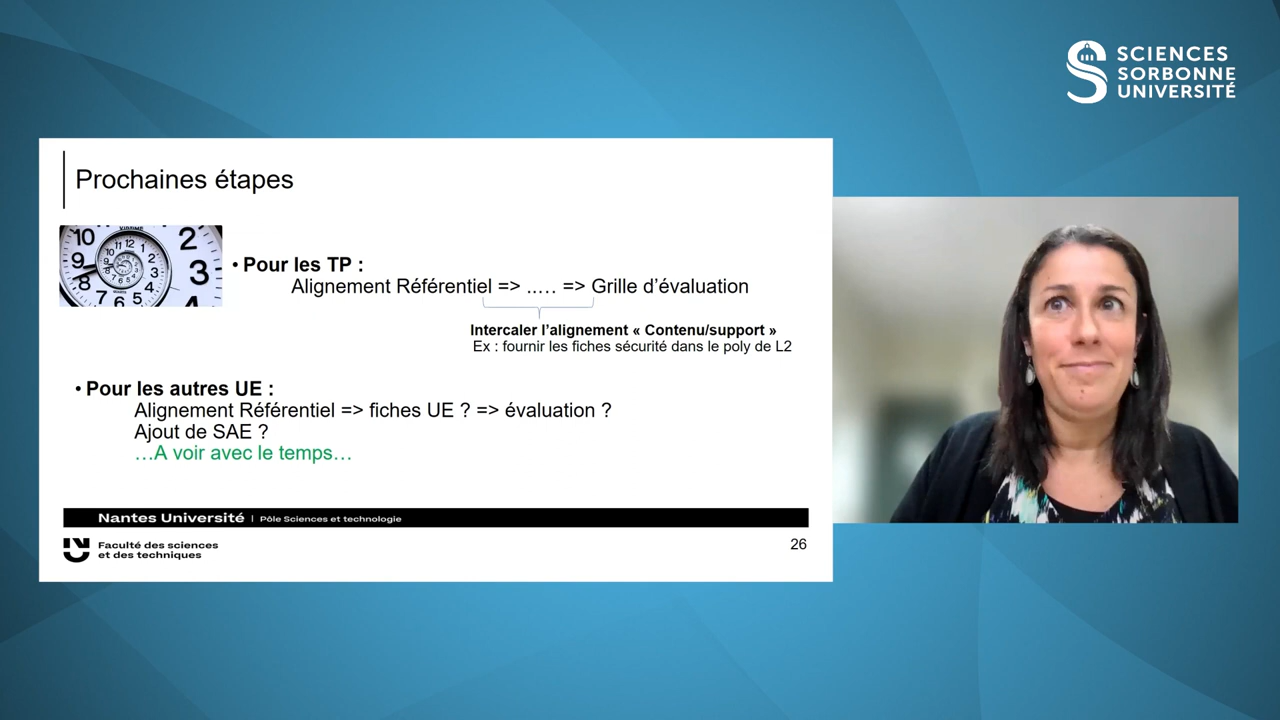 SCIENCES
SORBONNE
UNIVERSITÉ
Prochaines étapes
• Pour les TP :
Alignement Référentiel => ..… => Grille d’évaluation
Intercaler l’alignement « Contenu/support »
Ex : fournir les fiches sécurité dans le poly de L2
• Pour les autres UE :
Alignement Référentiel => fiches UE ? => évaluation ?
Ajout de SAE ?
…A voir avec le temps…
Nantes Université | Pôle Sciences et technologie
Faculté des sciences
et des techniques
26